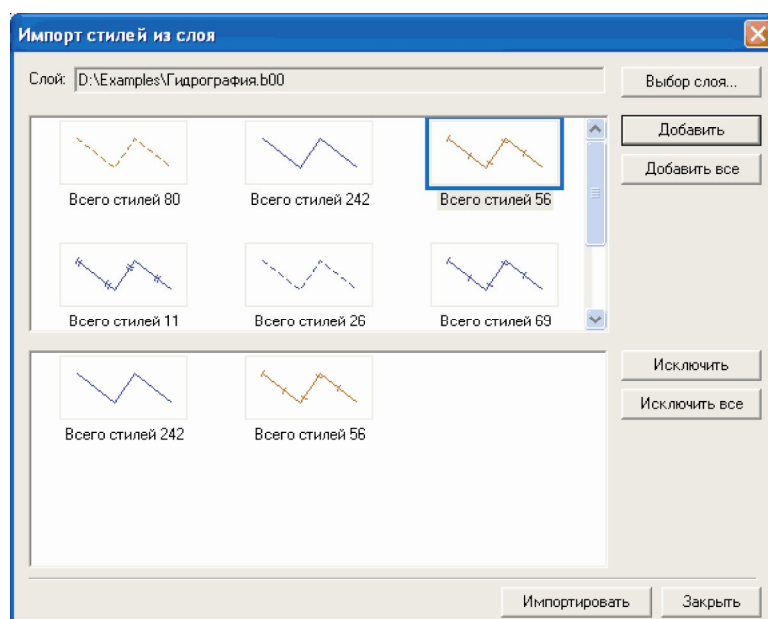 Импорт стилей из слоя
Слой: D:\Examples\Гидрография.b00
Выбор слоя...
Добавить
Добавить все
Всего стилей 80 Всего стилей 242 Всего стилей 56
Всего стилей 11 Всего стилей 26 Всего стилей 69
Исключить
Исключить все
Всего стилей 242 Всего стилей 56
Импортировать Закрыть